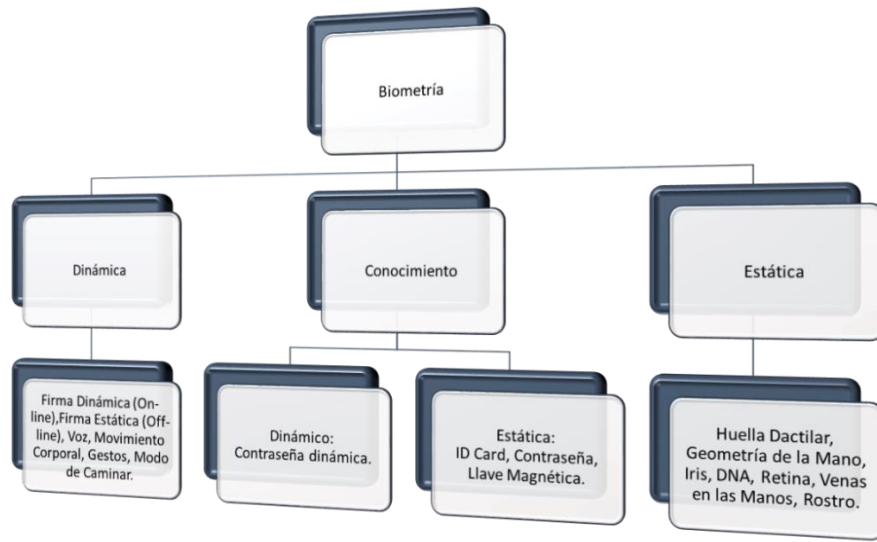 Biometría
Dinámica
Conocimiento
Estática
Firma Dinámica (On-
line),Firma Estática (Off-
line), Voz, Movimiento
Corporal, Gestos, Modo
de Caminar.
Dinámico:
Contraseña dinámica.
Estática:
ID Card, Contraseña,
Llave Magnética.
Huella Dactilar,
Geometría de la Mano,
Iris, DNA, Retina, Venas
en las Manos, Rostro.